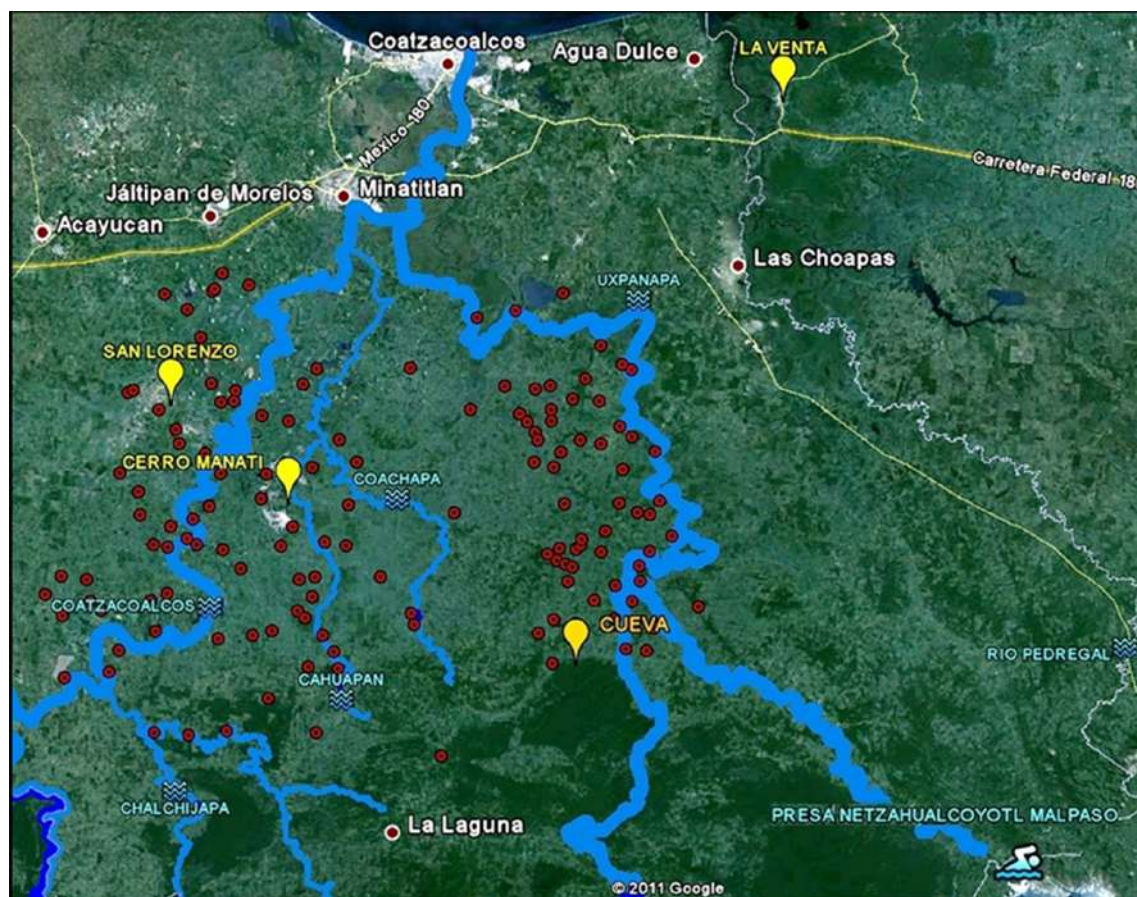 Coatzacoalcos
Agua Dulce
LA VENTA
Mexico 180
Carretera Federal 18
Jáltipan de Morelos
Minatitlan
Acayucan
Las Choapas
UXPANAPA
SAN LORENZO
CERRO MANATI
COACHAPA
COATZACOALCOS
CUEVA
RIO PEDREGAL
CAHUAPAN
CHALCHIJAPA
PRESA NETZAHUALCOYOTL MALPASO
La Laguna
© 2011 Google